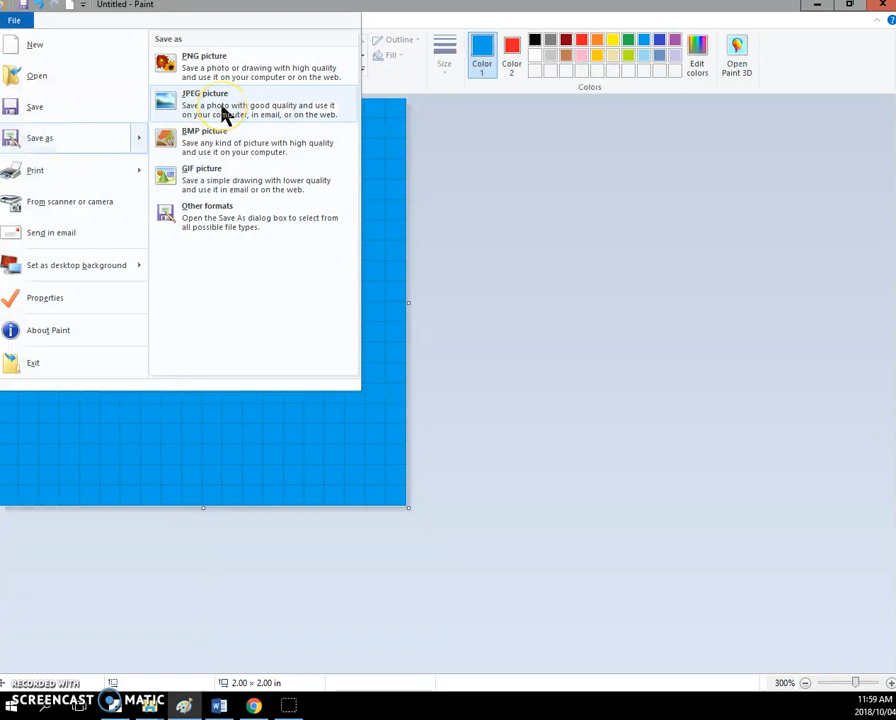 Untitled - Paint
File
New
Open
Save
Save as
Print
From scanner or camera
Send in email
Set as desktop background
Properties
About Paint
Exit
Save as
PNG picture
Save a photo or drawing with high quality
and use it on your computer or on the web.
JPEG picture
Save a photo with good quality and use it
on your computer, in email, or on the web.
BMP picture
Save any kind of picture with high quality
and use it on your computer.
GIF picture
Save a simple drawing with lower quality
and use it in email or on the web.
Other formats
Open the Save As dialog box to select from
all possible file types.
Outline
Fill
Size
Color
1
Color
2
Edit
colors
Open
Paint 3D
Colors
2.00 × 2.00 in
300%
RECORDED WITH
SCREENCAST MATIC
11:59 AM
2018/10/04